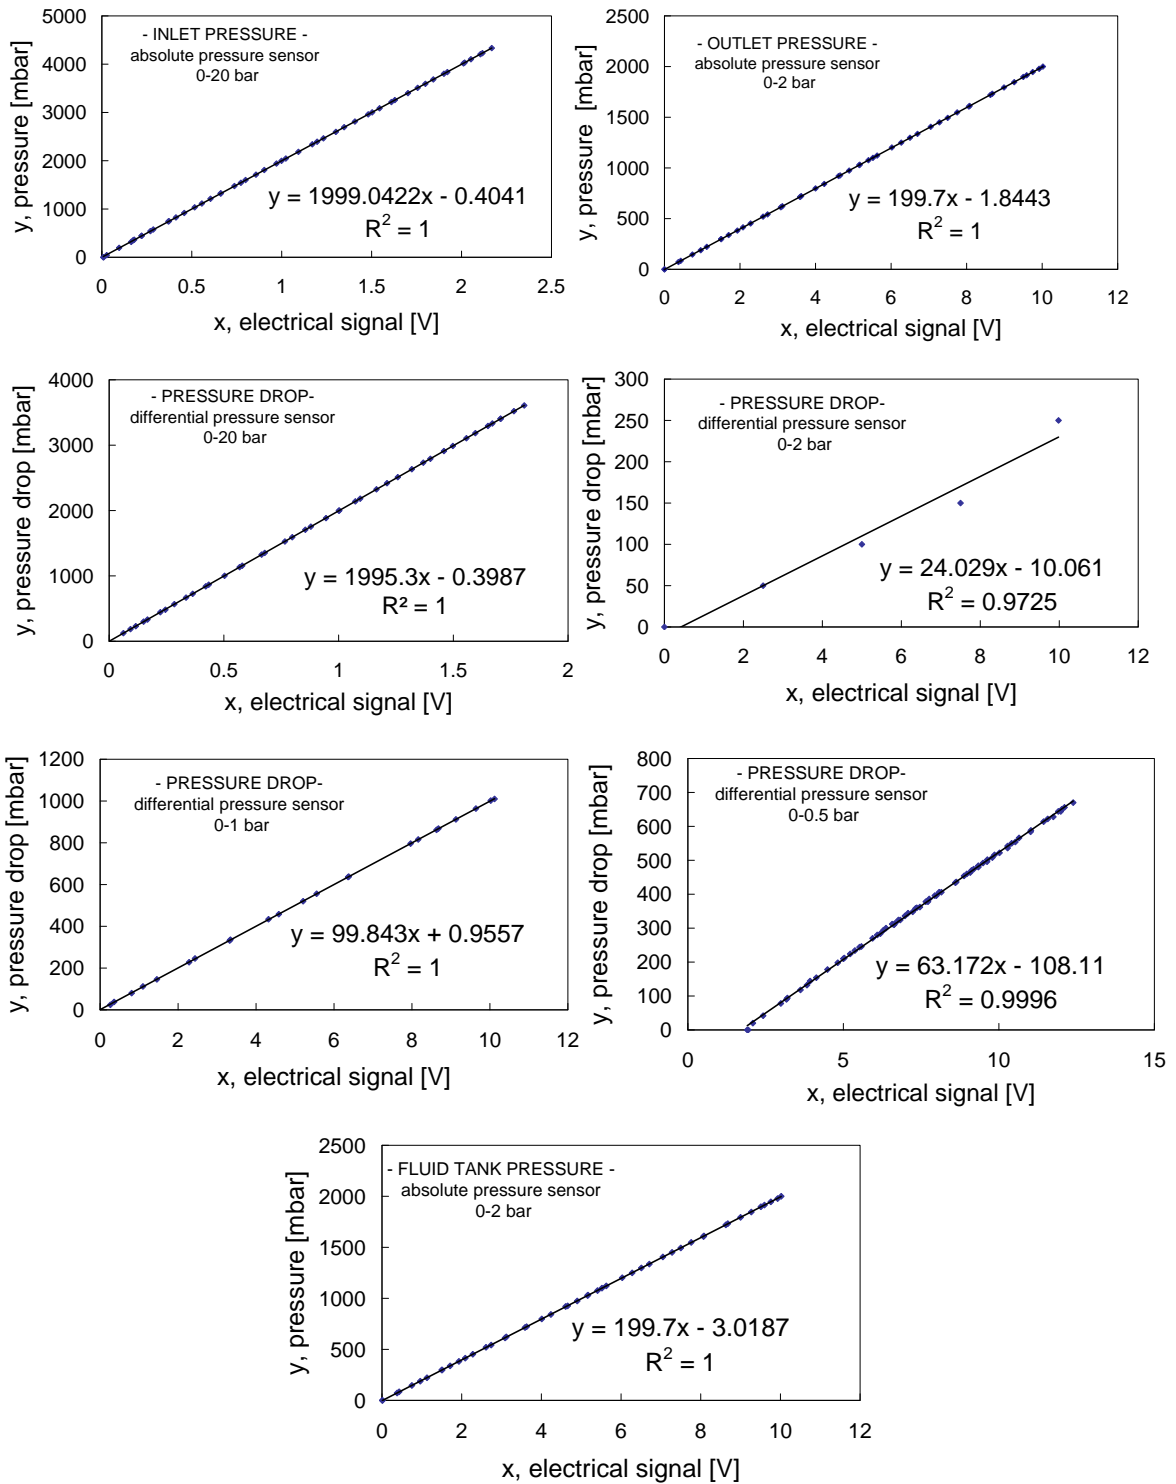 - INLET PRESSURE -
absolute pressure sensor
0-20 bar
y, pressure [mbar]
5000
4000
3000
2000
1000
0
y = 1999.0422x - 0.4041
R² = 1
0 0.5 1 1.5 2 2.5
x, electrical signal [V]
- OUTLET PRESSURE -
absolute pressure sensor
0-2 bar
y, pressure [mbar]
2500
2000
1500
1000
500
0
y = 199.7x - 1.8443
R² = 1
0 2 4 6 8 10 12
x, electrical signal [V]
- PRESSURE DROP-
differential pressure sensor
0-20 bar
y, pressure drop [mbar]
4000
3000
2000
1000
0
y = 1995.3x - 0.3987
R² = 1
0 0.5 1 1.5 2
x, electrical signal [V]
- PRESSURE DROP-
differential pressure sensor
0-2 bar
y, pressure drop [mbar]
300
250
200
150
100
50
0
y = 24.029x - 10.061
R² = 0.9725
0 2 4 6 8 10 12
x, electrical signal [V]
- PRESSURE DROP-
differential pressure sensor
0-1 bar
y, pressure drop [mbar]
1200
1000
800
600
400
200
0
y = 99.843x + 0.9557
R² = 1
0 2 4 6 8 10 12
x, electrical signal [V]
- PRESSURE DROP-
differential pressure sensor
0-0.5 bar
y, pressure drop [mbar]
800
700
600
500
400
300
200
100
0
y = 63.172x - 108.11
R² = 0.9996
0 5 10 15
x, electrical signal [V]
- FLUID TANK PRESSURE -
absolute pressure sensor
0-2 bar
y, pressure [mbar]
2500
2000
1500
1000
500
0
y = 199.7x - 3.0187
R² = 1
0 2 4 6 8 10 12
x, electrical signal [V]